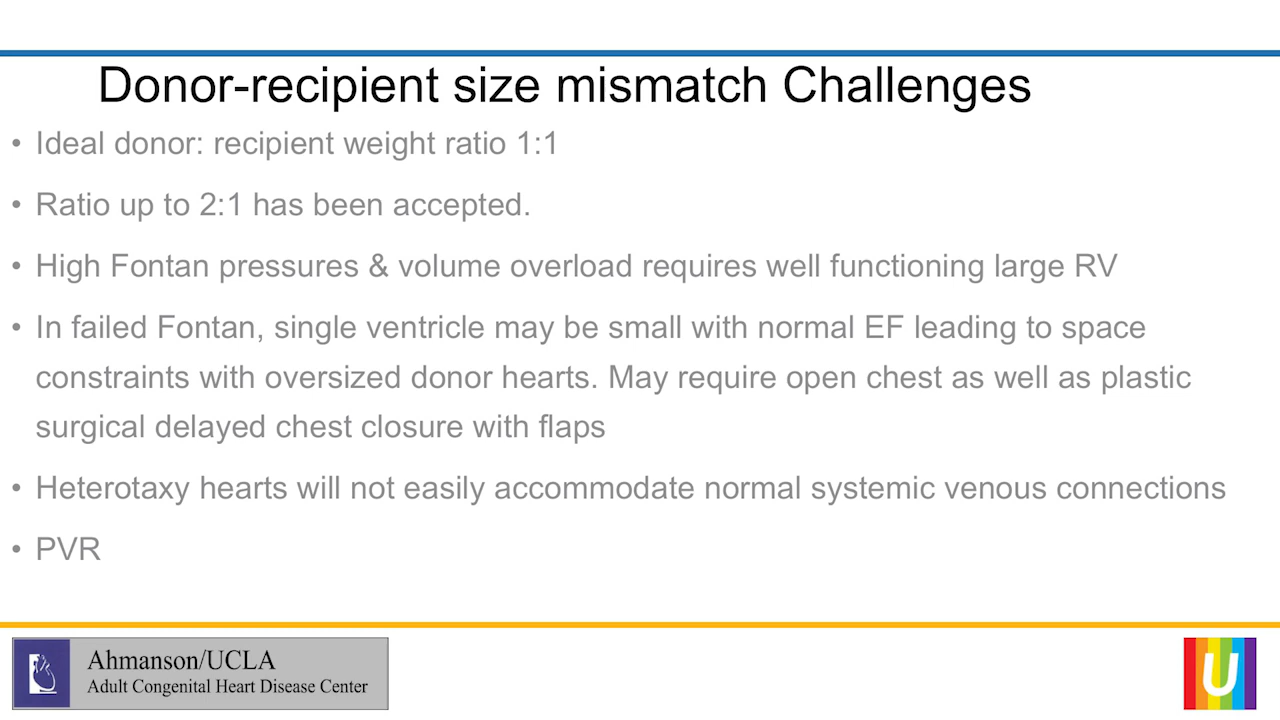 Donor-recipient size mismatch Challenges
• Ideal donor: recipient weight ratio 1:1
• Ratio up to 2:1 has been accepted.
• High Fontan pressures & volume overload requires well functioning large RV
• In failed Fontan, single ventricle may be small with normal EF leading to space
constraints with oversized donor hearts. May require open chest as well as plastic
surgical delayed chest closure with flaps
• Heterotaxy hearts will not easily accommodate normal systemic venous connections
• PVR
Ahmanson/UCLA
Adult Congenital Heart Disease Center
U